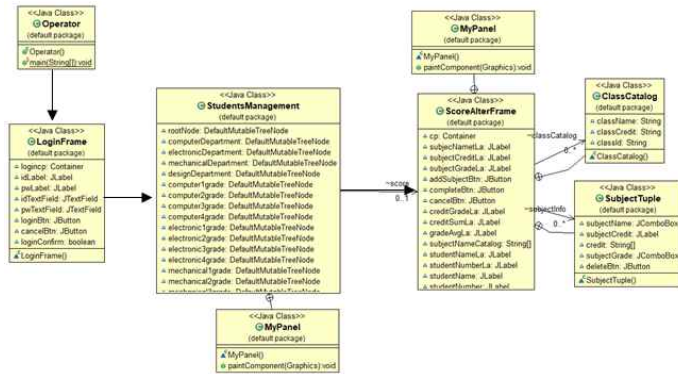 <<Java Class>>
Operator
(default package)
Operator()
main(String[]):void
<<Java Class>>
LoginFrame
(default package)
logincp: Container
idLabel: JLabel
pwLabel: JLabel
idTextField: JTextField
pwTextField: JTextField
loginBtn: JButton
cancelBtn: JButton
loginConfirm: boolean
LoginFrame()
<<Java Class>>
StudentsManagement
(default package)
rootNode: DefaultMutableTreeNode
computerDepartment: DefaultMutableTreeNode
electronicDepartment: DefaultMutableTreeNode
mechanicalDepartment: DefaultMutableTreeNode
designDepartment: DefaultMutableTreeNode
computer1grade: DefaultMutableTreeNode
computer2grade: DefaultMutableTreeNode
computer3grade: DefaultMutableTreeNode
computer4grade: DefaultMutableTreeNode
electronic1grade: DefaultMutableTreeNode
electronic2grade: DefaultMutableTreeNode
electronic3grade: DefaultMutableTreeNode
electronic4grade: DefaultMutableTreeNode
mechanical1grade: DefaultMutableTreeNode
mechanical2grade: DefaultMutableTreeNode
<<Java Class>>
MyPanel
(default package)
MyPanel()
paintComponent(Graphics):void
~score
0..1
<<Java Class>>
MyPanel
(default package)
MyPanel()
paintComponent(Graphics):void
<<Java Class>>
ScoreAlterFrame
(default package)
cp: Container
subjecNameLa: JLabel
subjectCreditLa: JLabel
subjectGradeLa: JLabel
addSubjectBtn: JButton
completeBtn: JButton
cancelBtn: JButton
creditGradeLa: JLabel
creditSumLa: JLabel
gradeAvgLa: JLabel
subjectNameCatalog: String[]
studentNameLa: JLabel
studentNumberLa: JLabel
studentName: JLabel
studentNumber: JLabel
~classCatalog
0..*
~subjectInfo
0..*
<<Java Class>>
ClassCatalog
(default package)
className: String
classCredit: String
classId: String
ClassCatalog()
<<Java Class>>
SubjectTuple
(default package)
subjectName: JComboBox
subjectCredit: JLabel
credit: String[]
subjectGrade: JComboBox
deleteBtn: JButton
SubjectTuple()